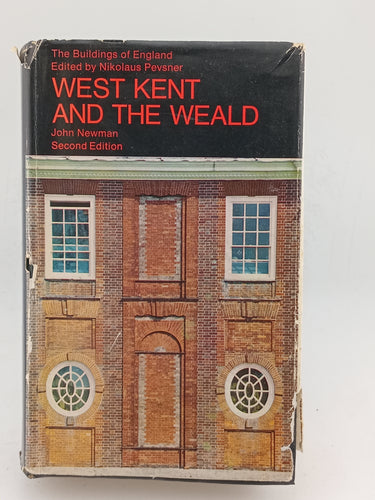 The Buildings of England
Edited by Nikolaus Pevsner
WEST KENT
AND THE WEALD
John Newman
Second Edition